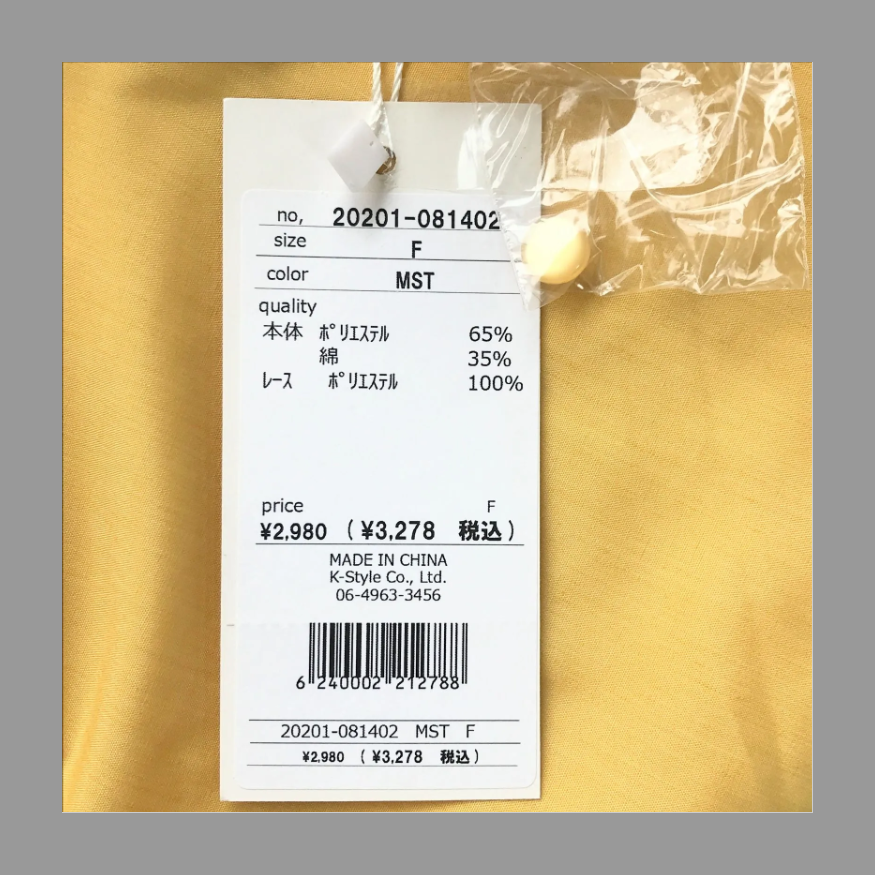 no, 20201-081402
size F
color MST
quality
本体 ポリエステル 65%
綿 35%
レース ポリエステル 100%
price F
¥2,980 (¥3,278 税込)
MADE IN CHINA
K-Style Co., Ltd.
06-4963-3456
6 240002 212788
20201-081402 MST F
¥2,980 (¥3,278 税込)